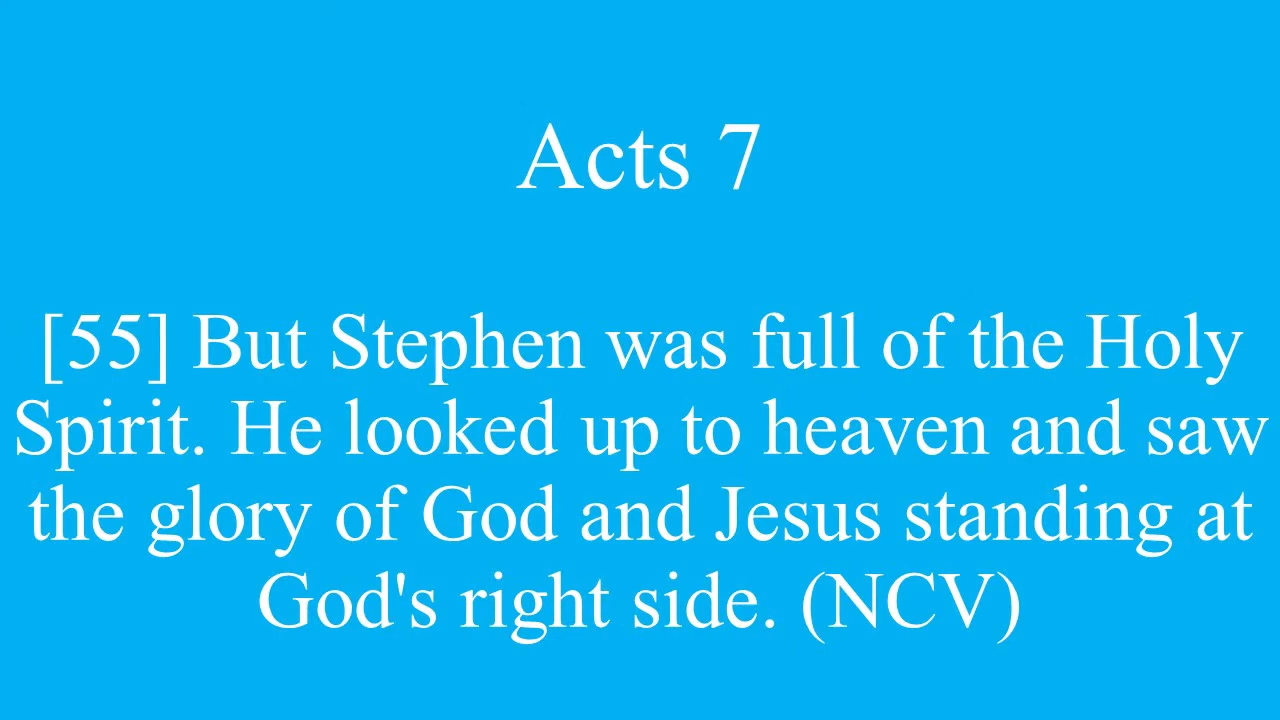 Acts 7
[55] But Stephen was full of the Holy
Spirit. He looked up to heaven and saw
the glory of God and Jesus standing at
God's right side. (NCV)